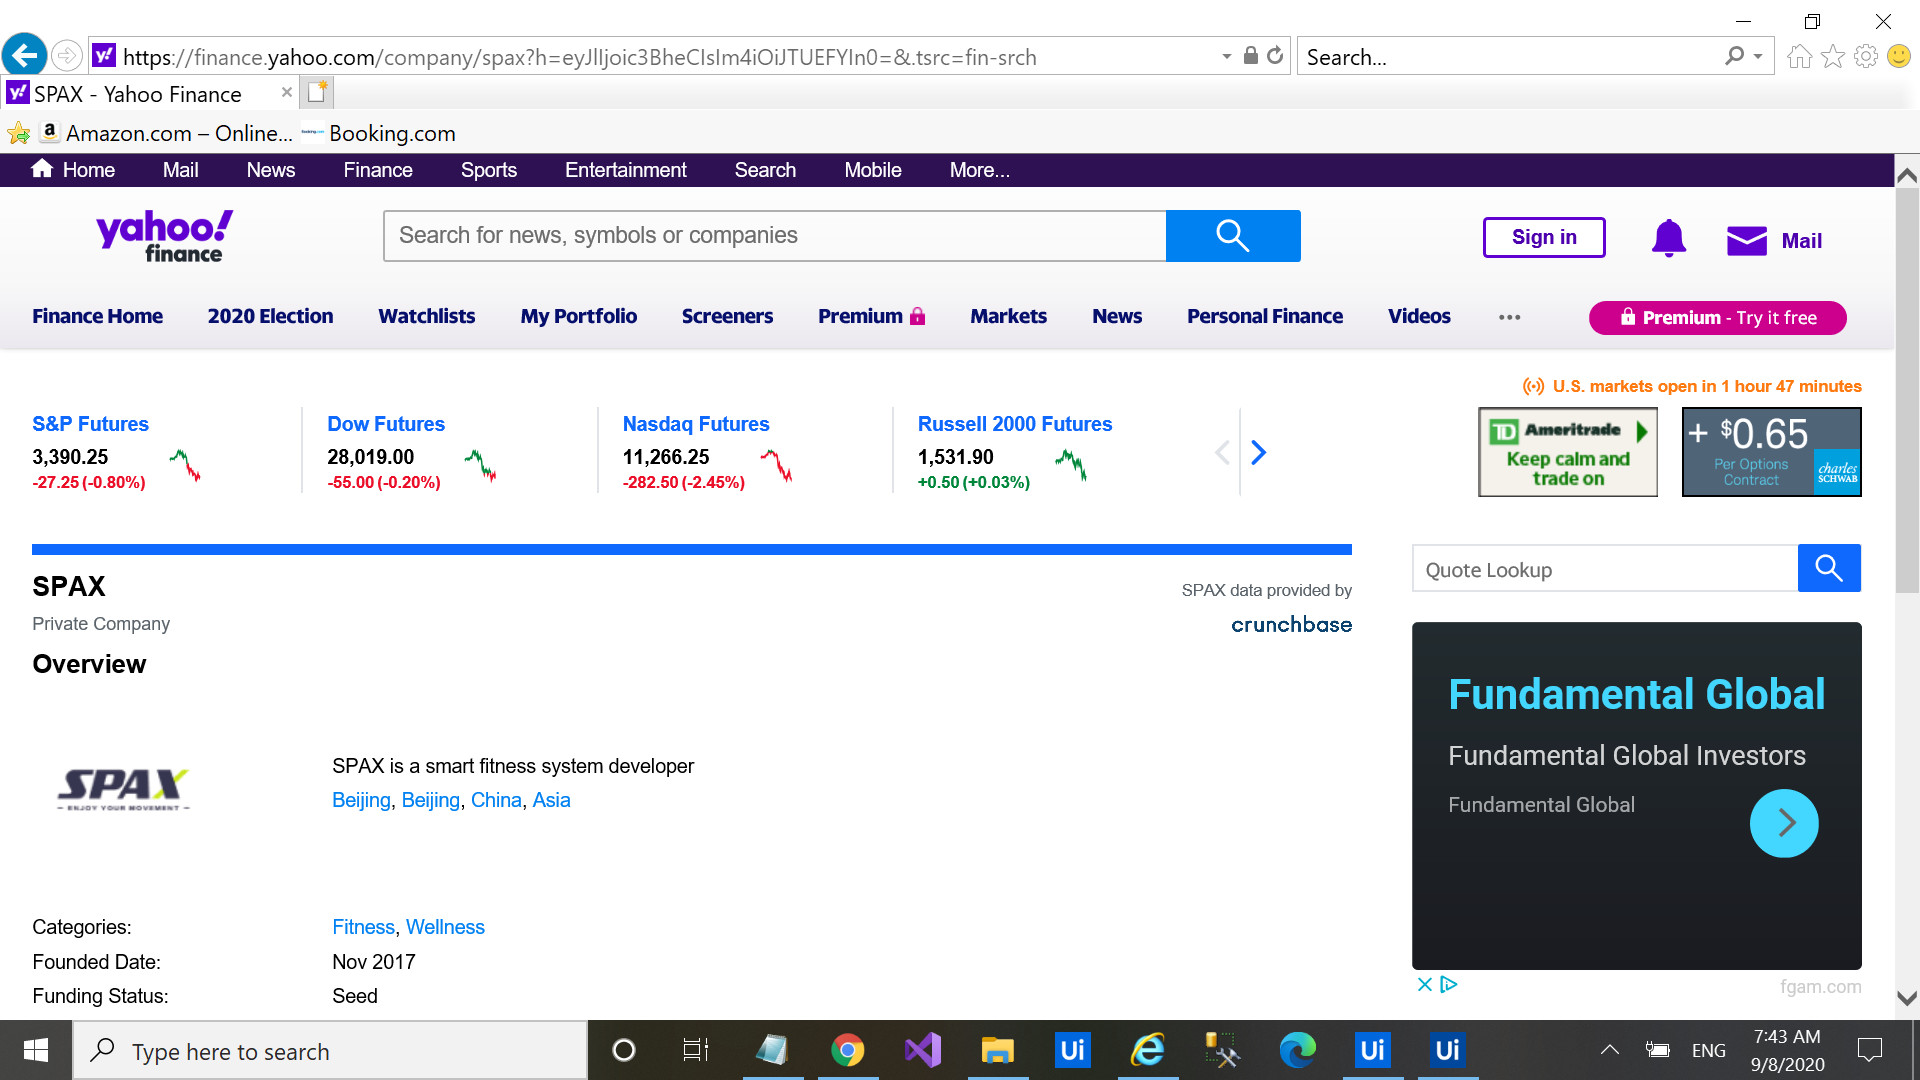 https://finance.yahoo.com/company/spax?h=eyJlIjoic3BheCIsIm4iOiJTUEFYIn0=&.tsrc=fin-srch
Search...
SPAX - Yahoo Finance
Amazon.com – Online...
Booking.com
Home
Mail
News
Finance
Sports
Entertainment
Search
Mobile
More...
yahoo!
finance
Search for news, symbols or companies
Sign in
Mail
Finance Home
2020 Election
Watchlists
My Portfolio
Screeners
Premium
Markets
News
Personal Finance
Videos
Premium - Try it free
U.S. markets open in 1 hour 47 minutes
S&P Futures
3,390.25
-27.25 (-0.80%)
Dow Futures
28,019.00
-55.00 (-0.20%)
Nasdaq Futures
11,266.25
-282.50 (-2.45%)
Russell 2000 Futures
1,531.90
+0.50 (+0.03%)
TD Ameritrade
Keep calm and
trade on
+ $0.65
Per Options
Contract
charles
SCHWAB
SPAX
Private Company
SPAX data provided by
crunchbase
Quote Lookup
Overview
SPAX
- ENJOY YOUR MOVEMENT -
SPAX is a smart fitness system developer
Beijing, Beijing, China, Asia
Categories:
Fitness, Wellness
Founded Date:
Nov 2017
Funding Status:
Seed
Fundamental Global
Fundamental Global Investors
Fundamental Global
fgam.com
Type here to search
Ui
Ui
Ui
ENG
7:43 AM
9/8/2020